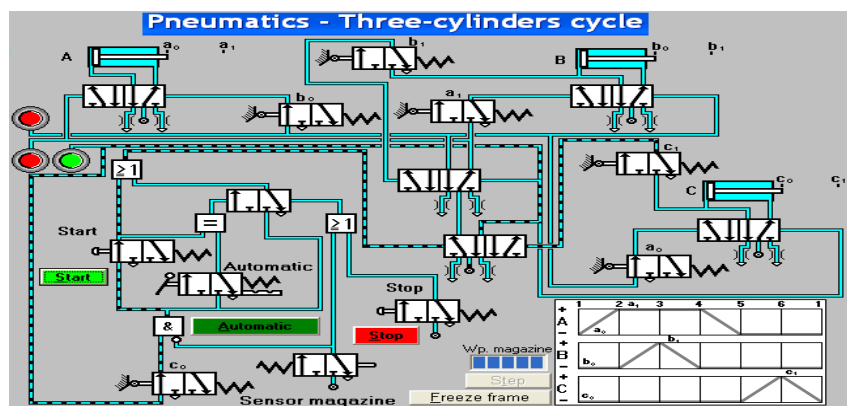 Pneumatics - Three-cylinders cycle
A
a₀
a₁
b₁
B
b₀
b₁
b₀
a₁
c₁
≥1
=
≥1
C
c₀
c₁
Start
Start
Automatic
a₀
Stop
&
Automatic
Stop
c₀
Sensor magazine
Wp. magazine
Step
Freeze frame
1 2 a₁ 3 4 5 6 1
+ A - a₀
b₁
+ B - b₀
c₁
+ C - c₀